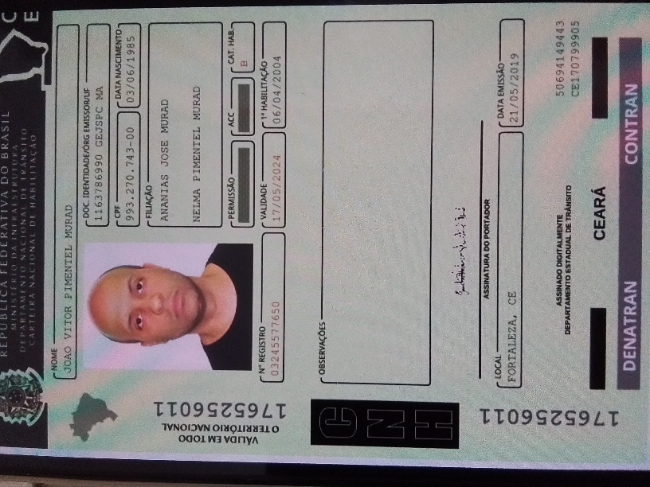 C
E
REPÚBLICA FEDERATIVA DO BRASIL
MINISTÉRIO DA INFRAESTRUTURA
DEPARTAMENTO NACIONAL DE TRÂNSITO
CARTEIRA NACIONAL DE HABILITAÇÃO
NOME
JOAO VITOR PIMENTEL MURAD
DOC. IDENTIDADE/ÓRG EMISSOR/UF
1163786990 GEJSPC MA
CPF
993.270.743-00
DATA NASCIMENTO
03/06/1985
FILIAÇÃO
ANANIAS JOSE MURAD
NELMA PIMENTEL MURAD
PERMISSÃO
ACC
CAT. HAB.
B
Nº REGISTRO
03245577650
VALIDADE
17/05/2024
1ª HABILITAÇÃO
06/04/2004
OBSERVAÇÕES
ASSINATURA DO PORTADOR
LOCAL
FORTALEZA, CE
DATA EMISSÃO
21/05/2019
ASSINADO DIGITALMENTE
DEPARTAMENTO ESTADUAL DE TRÂNSITO
50694149443
CE170799905
CEARÁ
DENATRAN
CONTRAN
VÁLIDA EM TODO
O TERRITÓRIO NACIONAL
1765256011
CNH
1765256011